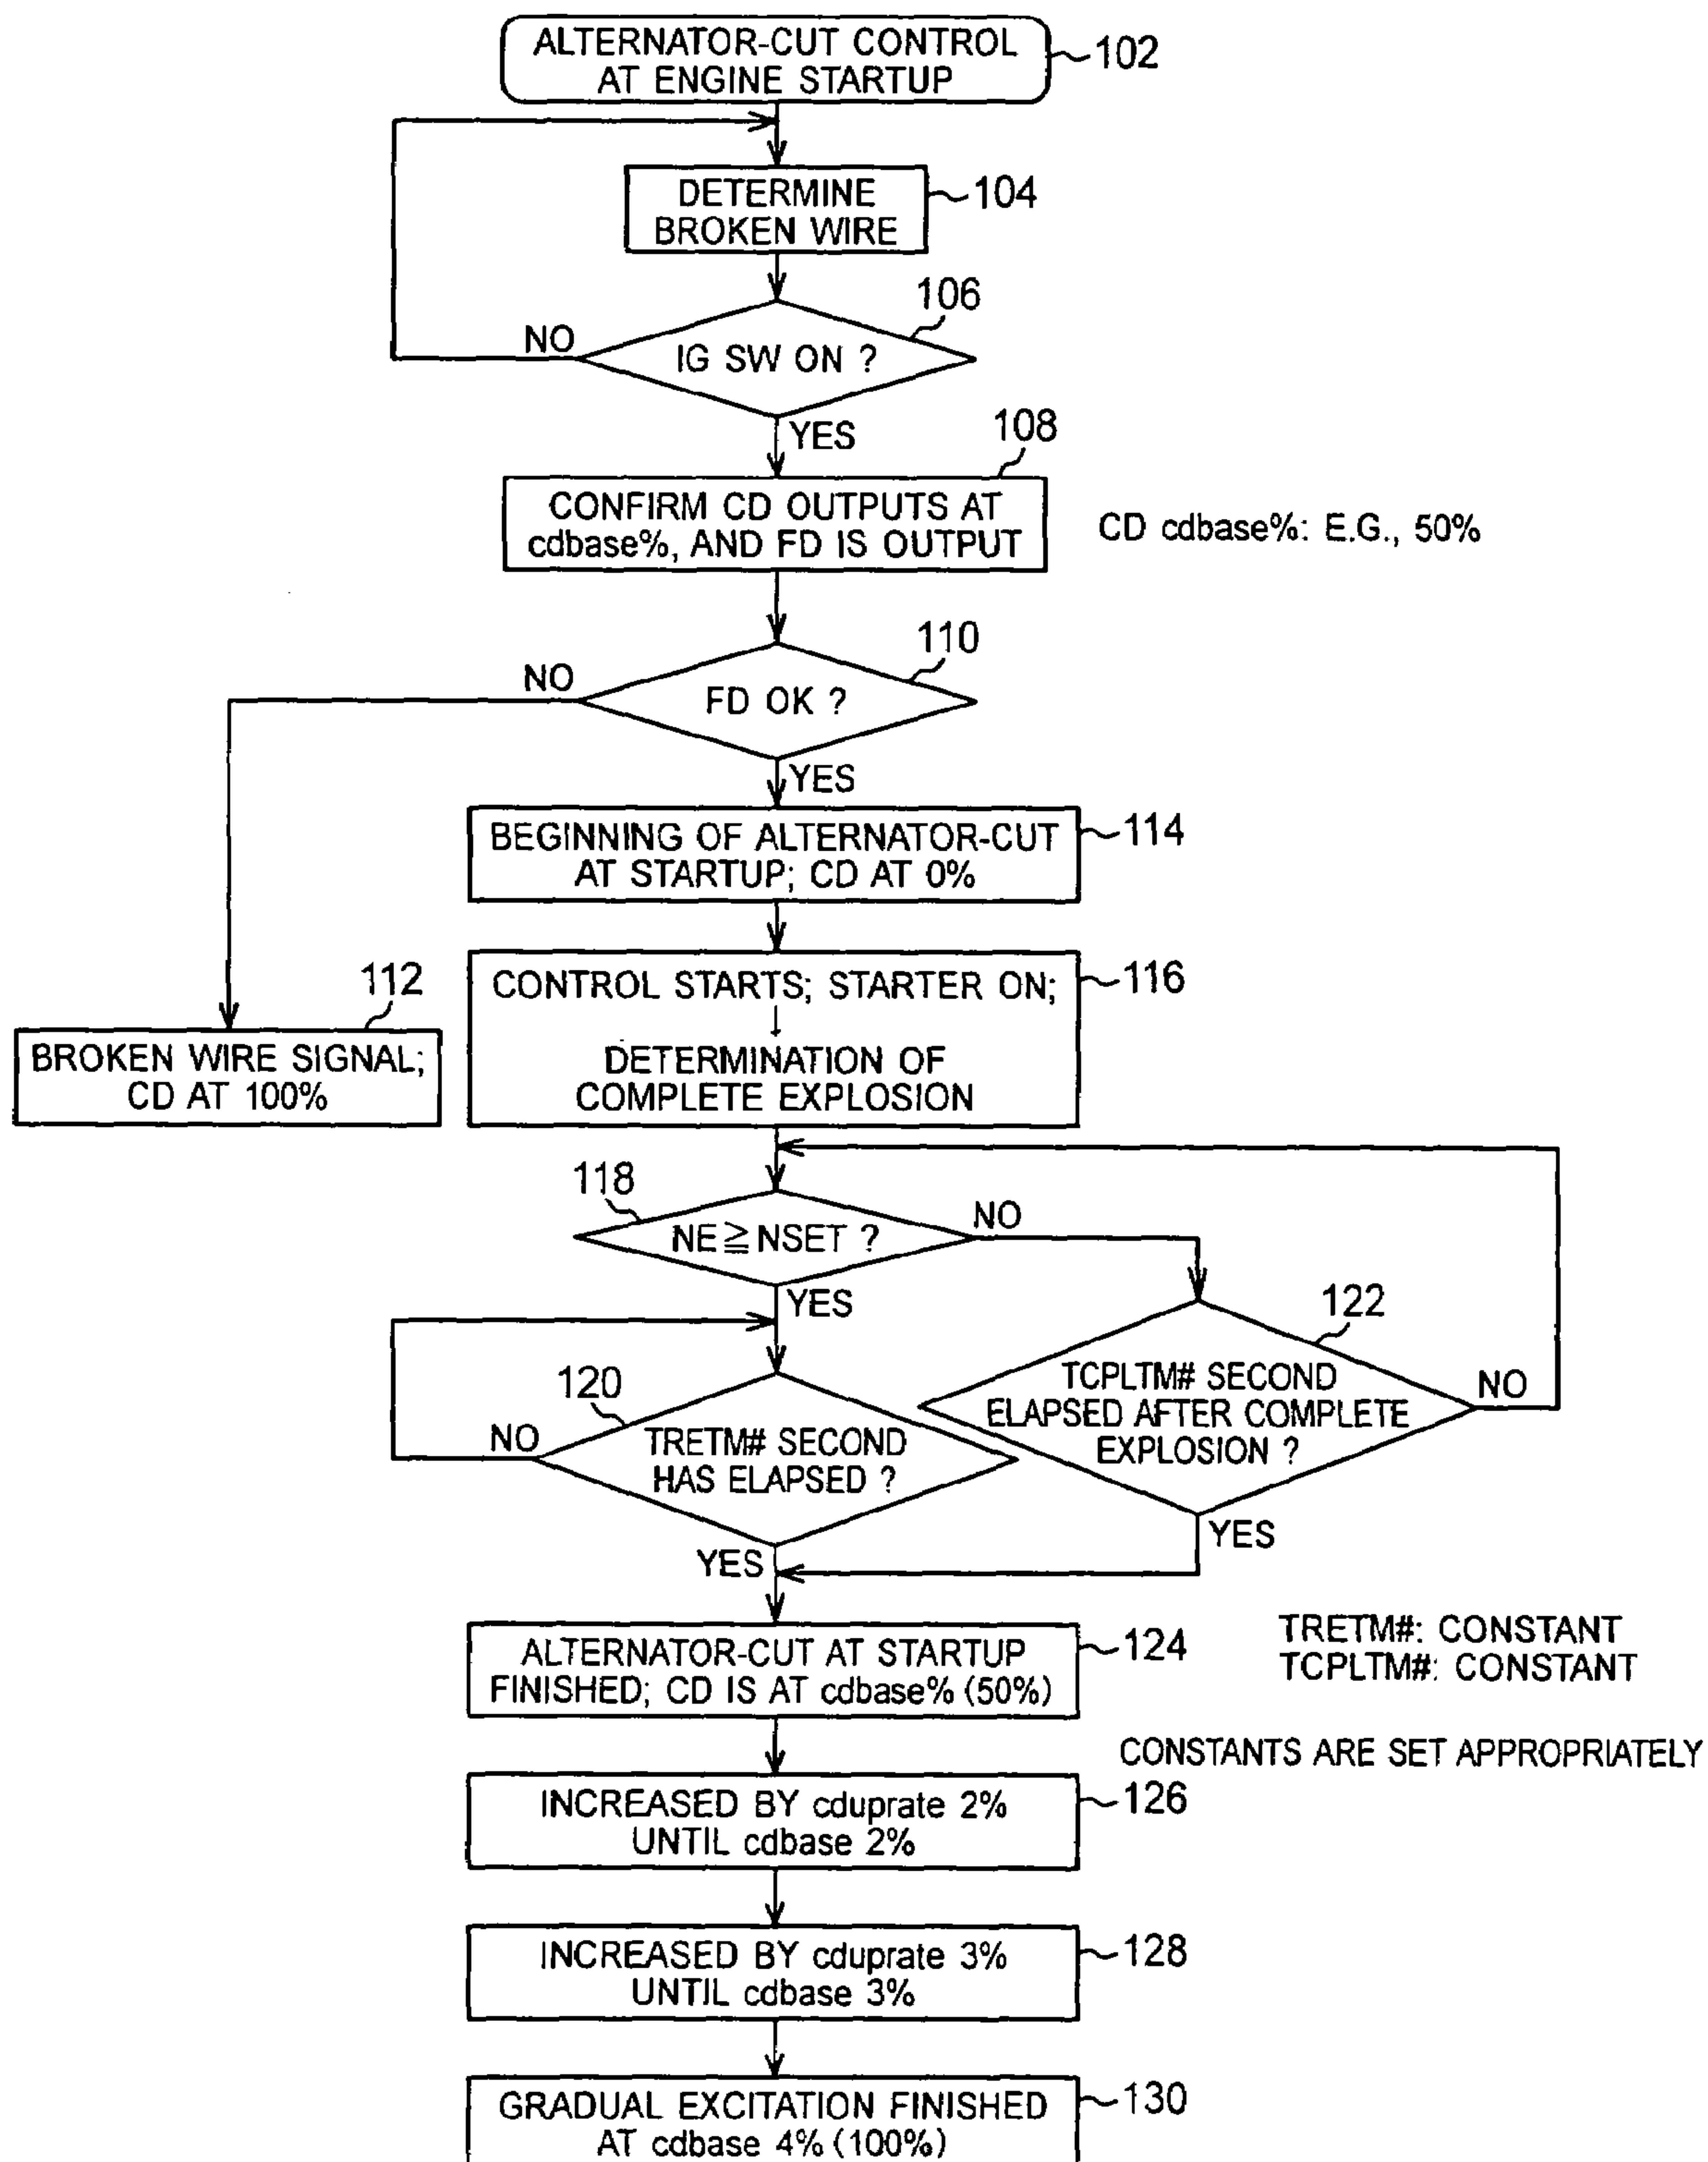 ALTERNATOR-CUT CONTROL
AT ENGINE STARTUP
102
DETERMINE
BROKEN WIRE
104
106
IG SW ON ?
NO
YES
108
CONFIRM CD OUTPUTS AT
cdbase%, AND FD IS OUTPUT
CD cdbase%: E.G., 50%
110
FD OK ?
NO
YES
BEGINNING OF ALTERNATOR-CUT
AT STARTUP; CD AT 0%
114
112
BROKEN WIRE SIGNAL;
CD AT 100%
CONTROL STARTS; STARTER ON;
DETERMINATION OF
COMPLETE EXPLOSION
116
118
NE≧NSET ?
NO
YES
122
TCPLTM# SECOND
ELAPSED AFTER COMPLETE
EXPLOSION ?
NO
YES
120
TRETM# SECOND
HAS ELAPSED ?
NO
YES
ALTERNATOR-CUT AT STARTUP
FINISHED; CD IS AT cdbase% (50%)
124
TRETM#: CONSTANT
TCPLTM#: CONSTANT
CONSTANTS ARE SET APPROPRIATELY
INCREASED BY cduprate 2%
UNTIL cdbase 2%
126
INCREASED BY cduprate 3%
UNTIL cdbase 3%
128
GRADUAL EXCITATION FINISHED
AT cdbase 4% (100%)
130